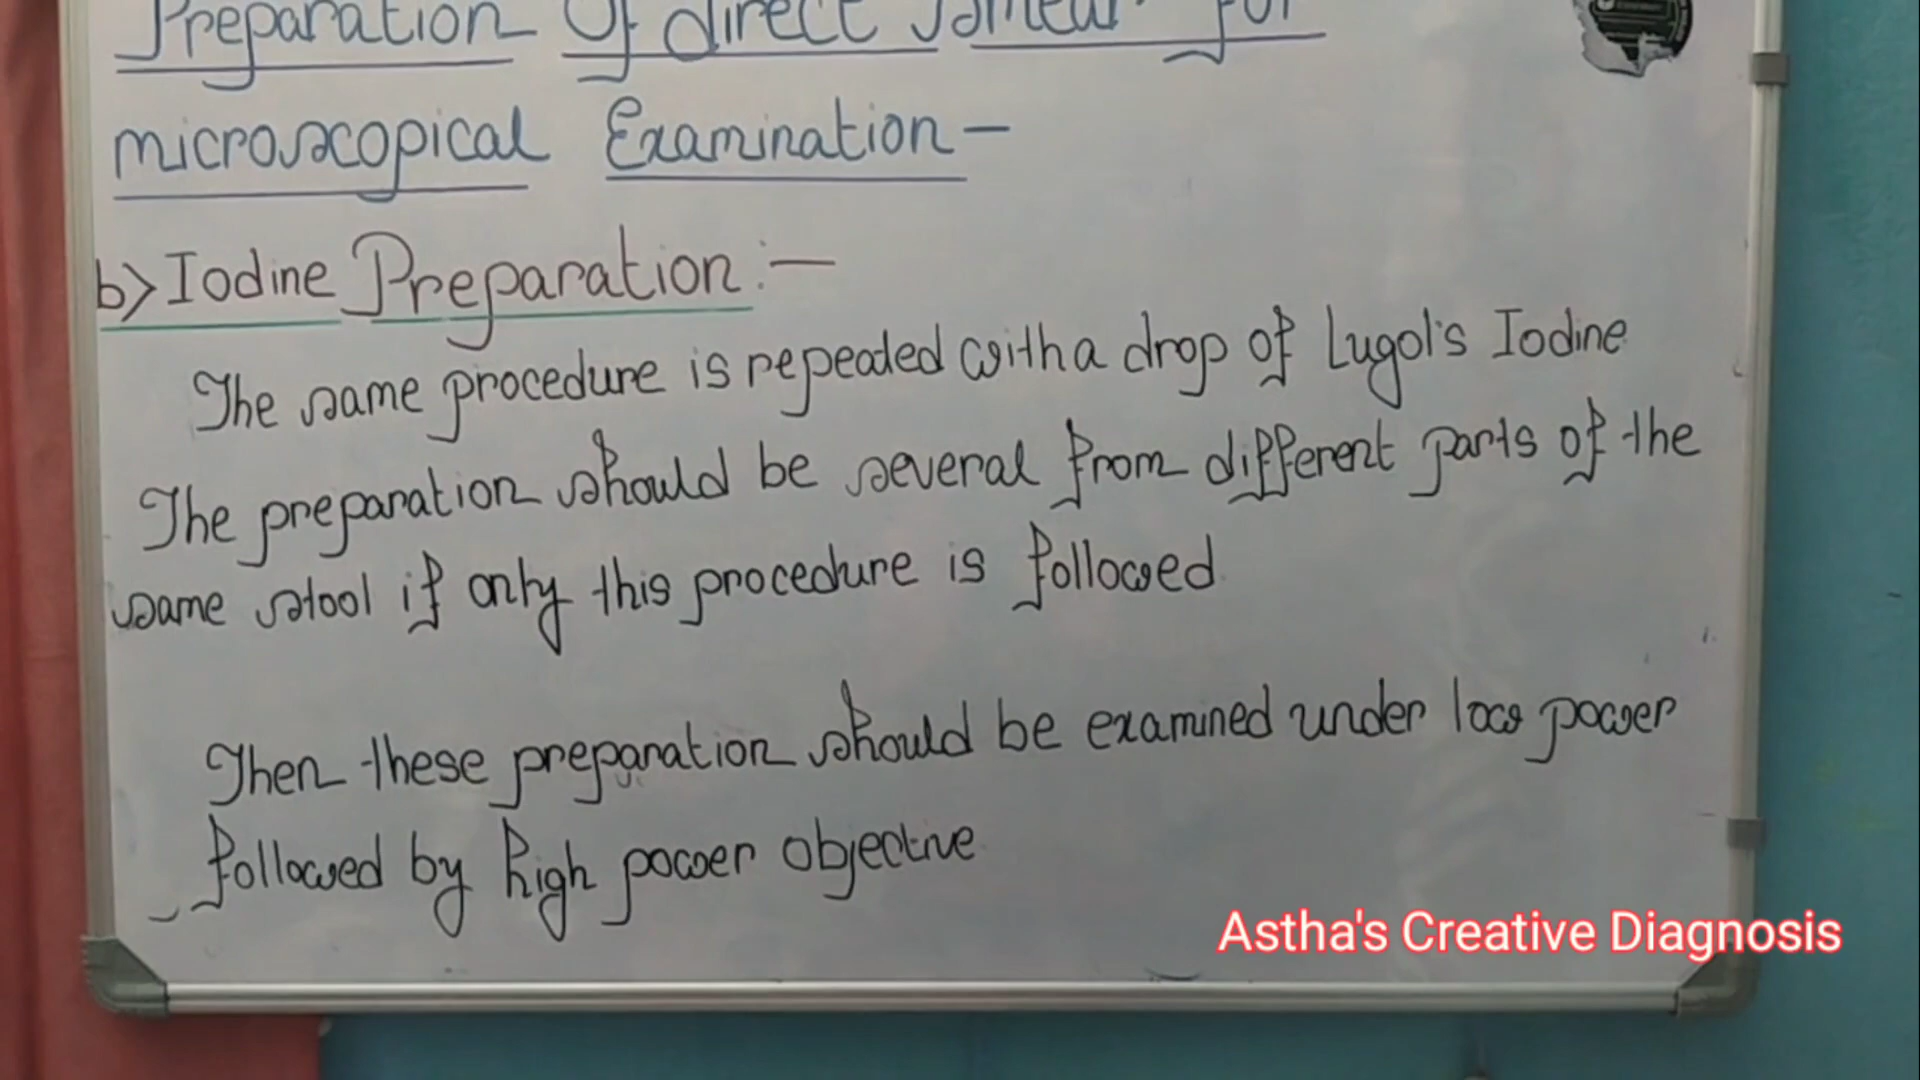 Preparation Of direct Smear for
microscopical Examination-
b) Iodine Preparation:-
The same procedure is repeated with a drop of Lugol's Iodine
The preparation should be several from different parts of the
same stool if only this procedure is followed
Then these preparation should be examined under low power
followed by high power objective
Astha's Creative Diagnosis